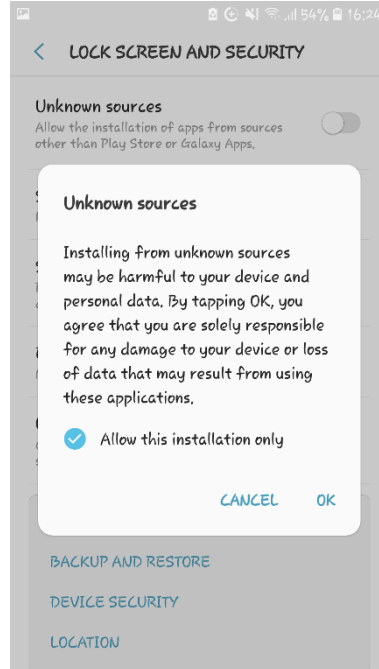 54% 16:24
LOCK SCREEN AND SECURITY
Unknown sources
Allow the installation of apps from sources
other than Play Store or Galaxy Apps.
Unknown sources
Installing from unknown sources
may be harmful to your device and
personal data. By tapping OK, you
agree that you are solely responsible
for any damage to your device or loss
of data that may result from using
these applications.
Allow this installation only
CANCEL OK
BACKUP AND RESTORE
DEVICE SECURITY
LOCATION